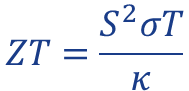 ZT = S²σT / κ